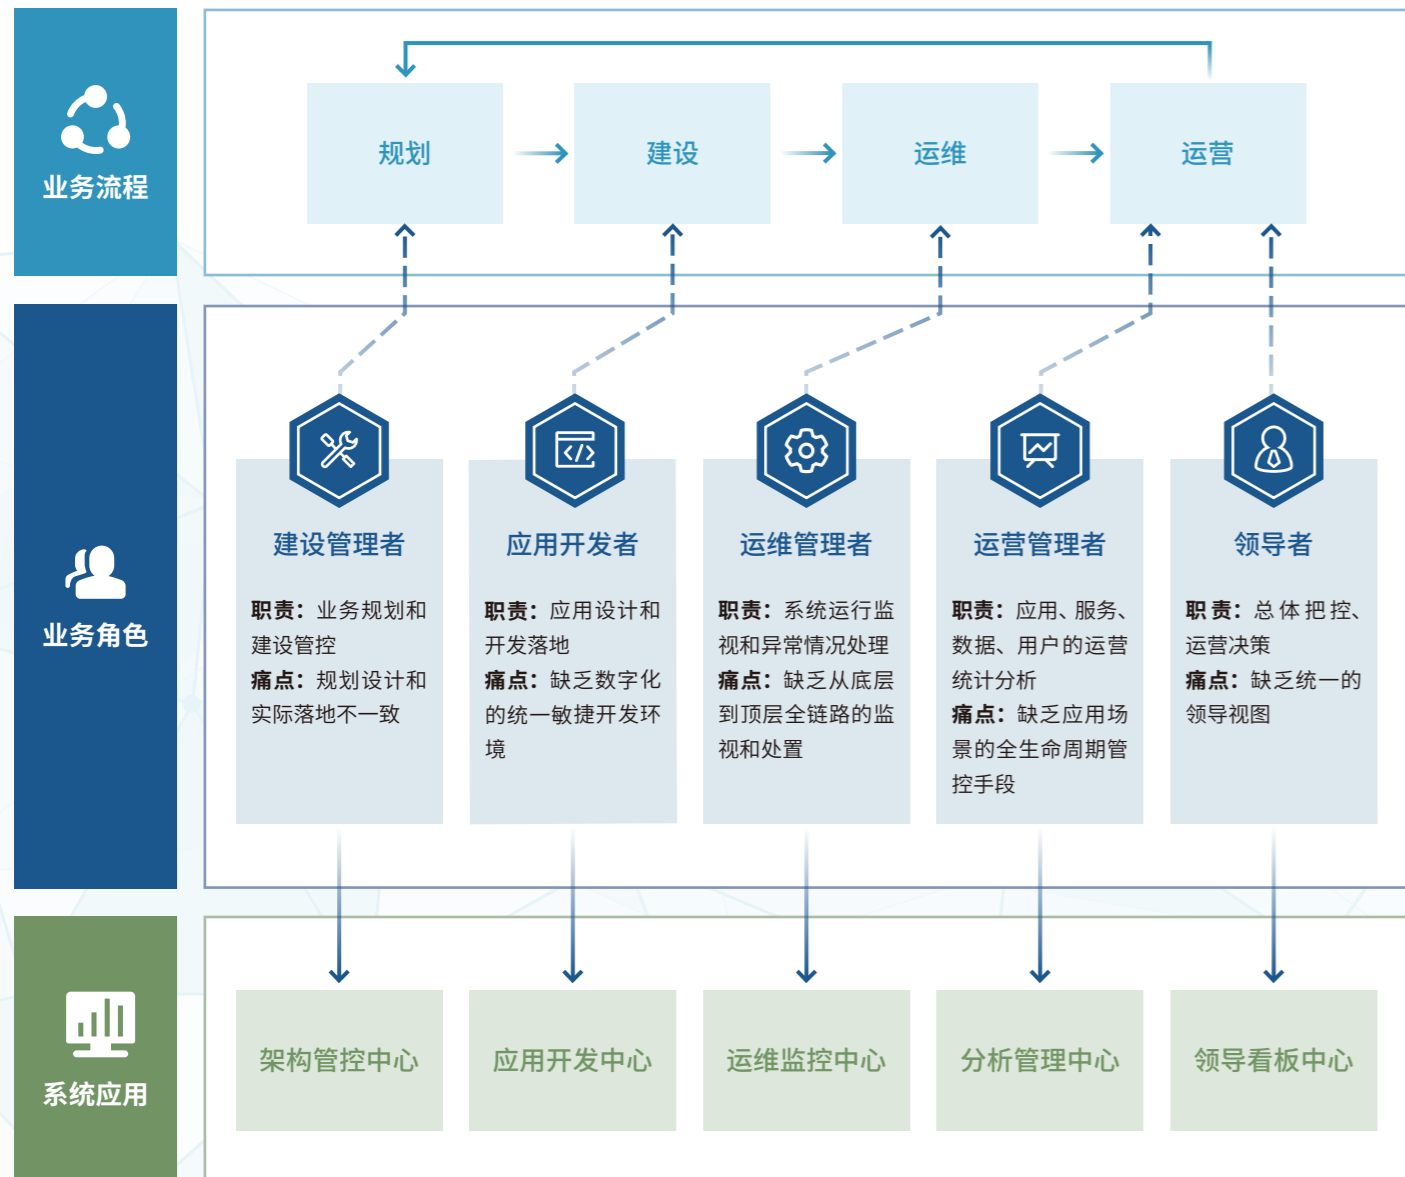 业务流程
规划
建设
运维
运营
业务角色
建设管理者
职责：业务规划和
建设管控
痛点：规划设计和
实际落地不一致
应用开发者
职责：应用设计和
开发落地
痛点：缺乏数字化
的统一敏捷开发环
境
运维管理者
职责：系统运行监
视和异常情况处理
痛点：缺乏从底层
到顶层全链路的监
视和处置
运营管理者
职责：应用、服务、
数据、用户的运营
统计分析
痛点：缺乏应用场
景的全生命周期管
控手段
领导者
职责：总体把控、
运营决策
痛点：缺乏统一的
领导视图
系统应用
架构管控中心
应用开发中心
运维监控中心
分析管理中心
领导看板中心